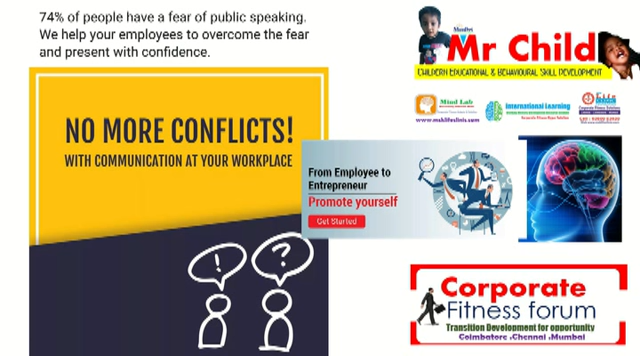 74% of people have a fear of public speaking.
We help your employees to overcome the fear
and present with confidence.
NO MORE CONFLICTS!
WITH COMMUNICATION AT YOUR WORKPLACE
!
?
From Employee to
Entrepreneur
Promote yourself
Get Started
Mr Child
CHILDERN EDUCATIONAL & BEHAVIOURAL SKILL DEVELOPMENT
Mind Lab
International Learning
Corporate
Fitness forum
Transition Development for opportunity
Coimbatore .Chennai .Mumbai